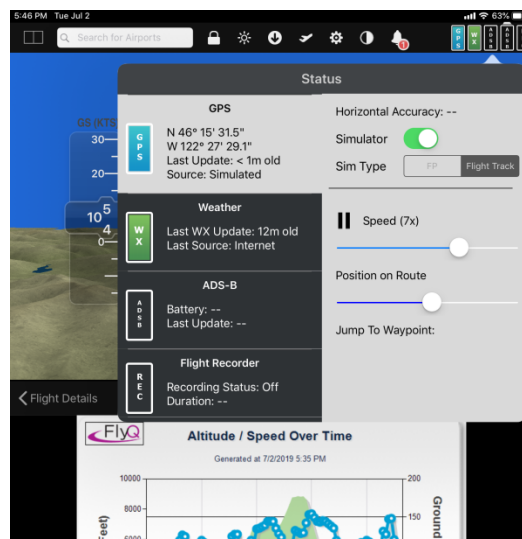 5:46 PM Tue Jul 2
63%
Search for Airports
G P S
W X
A D S B
A D S B
Status
GS (KTS
30
20
10 5
4
0
GPS
G P S
N 46° 15' 31.5"
W 122° 27' 29.1"
Last Update: < 1m old
Source: Simulated
Weather
W X
Last WX Update: 12m old
Last Source: Internet
ADS-B
A D S B
Battery: --
Last Update: --
Flight Recorder
R E C
Recording Status: Off
Duration: --
Horizontal Accuracy: --
Simulator
Sim Type
FP
Flight Track
Speed (7x)
Position on Route
Jump To Waypoint:
Flight Details
FlyQ
Altitude / Speed Over Time
Generated at 7/2/2019 5:35 PM
10000
200
8000
150
6000
Feet)
Ground